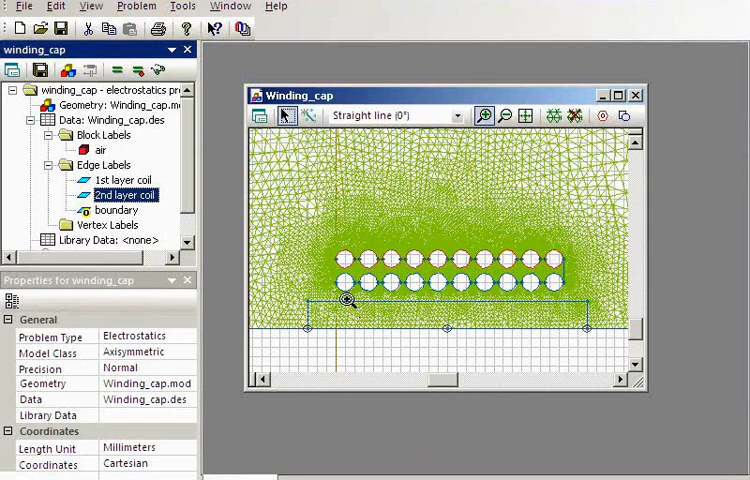 File Edit View Problem Tools Window Help
winding_cap
winding_cap - electrostatics pr
Geometry: Winding_cap.m
Data: Winding_cap.des
Block Labels
air
Edge Labels
1st layer coil
2nd layer coil
boundary
Vertex Labels
Library Data: <none>
Winding_cap
Straight line (0°)
Properties for winding_cap
General
Problem Type Electrostatics
Model Class Axisymmetric
Precision Normal
Geometry Winding_cap.mod
Data Winding_cap.des
Library Data
Coordinates
Length Unit Millimeters
Coordinates Cartesian